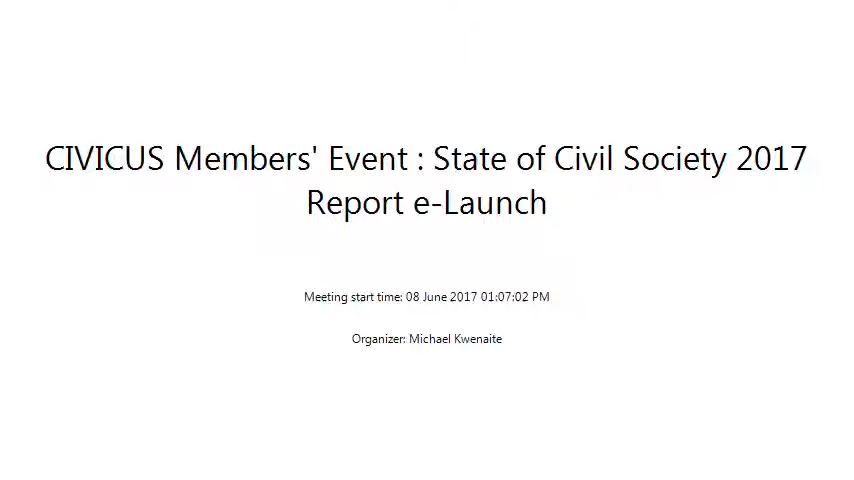 CIVICUS Members' Event : State of Civil Society 2017
Report e-Launch
Meeting start time: 08 June 2017 01:07:02 PM
Organizer: Michael Kwenaite